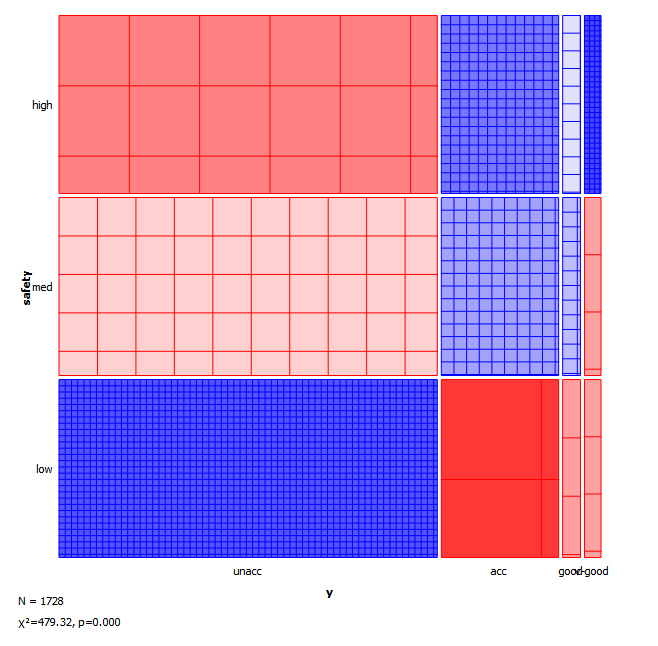 high
safety
med
low
unacc
acc
good
v-good
y
N = 1728
χ²=479.32, p=0.000